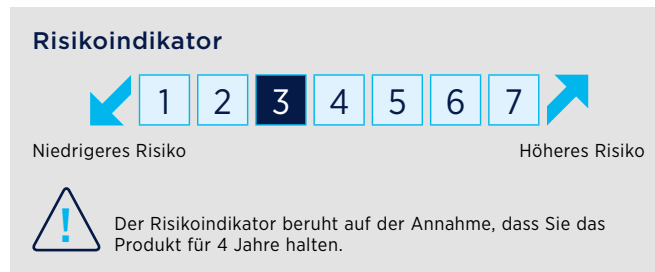 Risikoindikator
1 2 3 4 5 6 7
Niedrigeres Risiko Höheres Risiko
!
Der Risikoindikator beruht auf der Annahme, dass Sie das
Produkt für 4 Jahre halten.